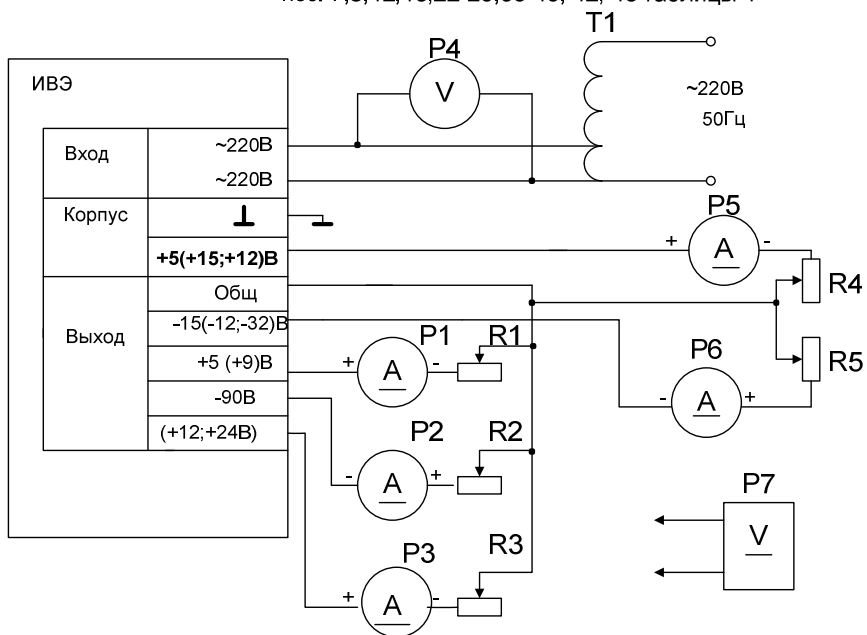 T1
P4
ИВЭ
V
~220В
50Гц
Вход
~220В
~220В
Корпус
P5
+5(+15;+12)В
+
A
-
R4
Общ
Выход
-15(-12;-32)В
P1
R1
P6
R5
+5 (+9)В
+
A
-
-
A
+
-90В
(+12;+24В)
P2
R2
-
A
+
P7
V
P3
R3
+
A
-